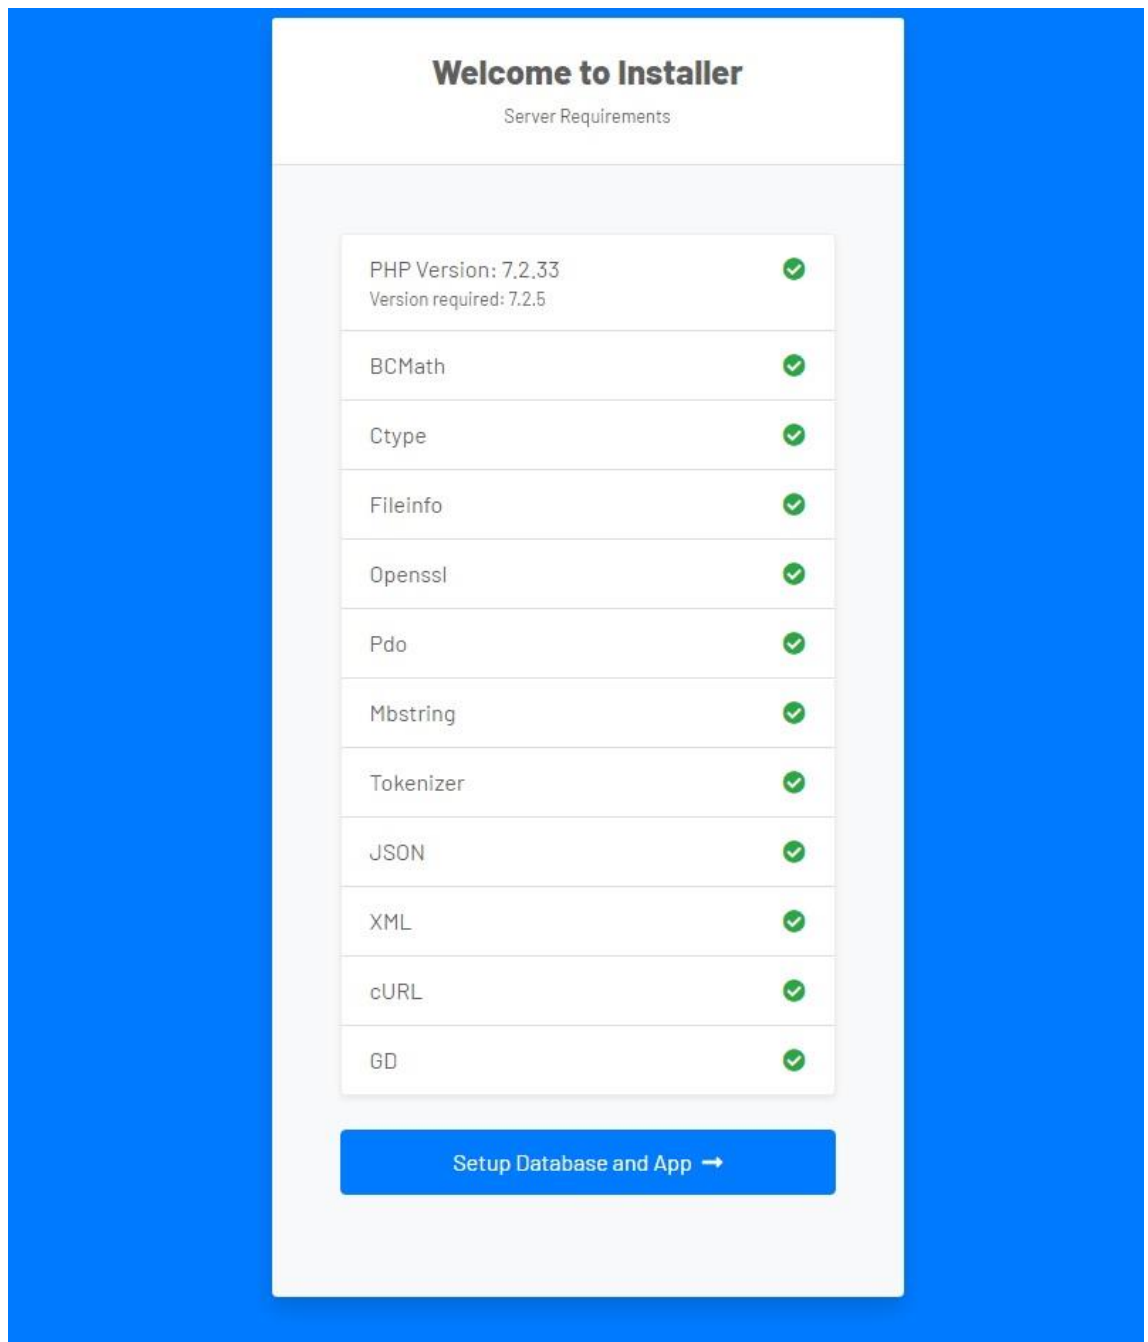 Welcome to Installer
Server Requirements
PHP Version: 7.2.33
Version required: 7.2.5
BCMath
Ctype
Fileinfo
Openssl
Pdo
Mbstring
Tokenizer
JSON
XML
cURL
GD
Setup Database and App →